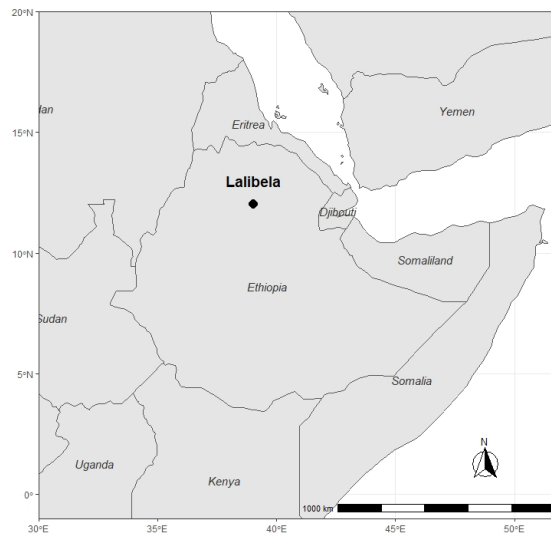 20°N
Yemen
15°N
dan
Eritrea
Lalibela
Djibouti
Somaliland
10°N
Ethiopia
Sudan
5°N
Somalia
Uganda
Kenya
N
0°
1000 km
30°E
35°E
40°E
45°E
50°E